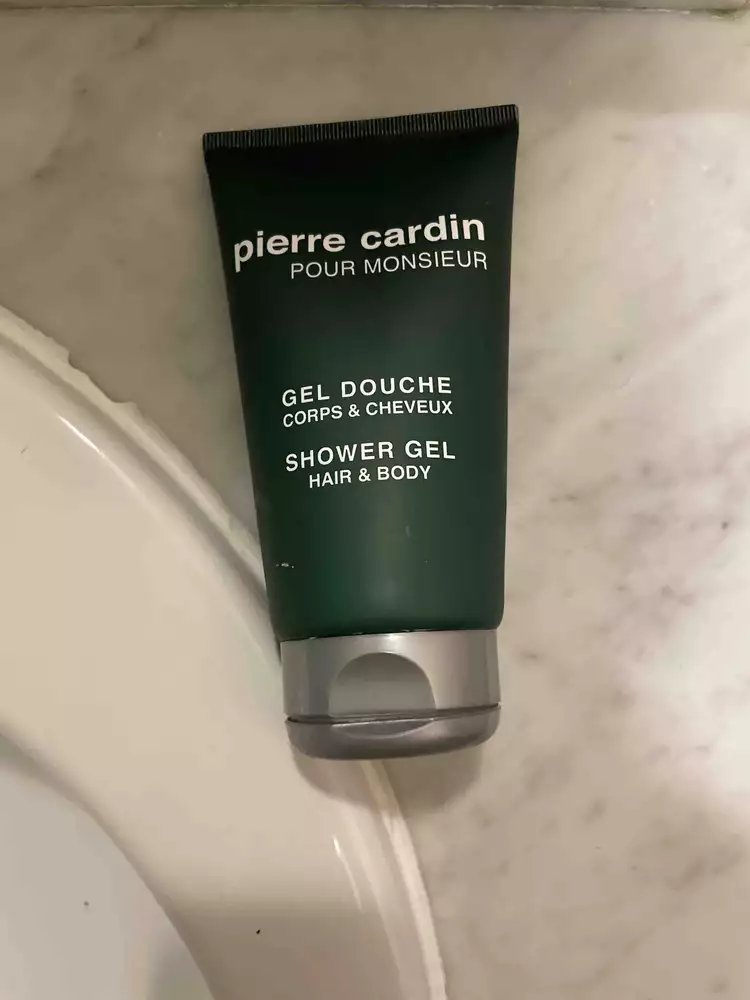 pierre cardin
POUR MONSIEUR
GEL DOUCHE
CORPS & CHEVEUX
SHOWER GEL
HAIR & BODY